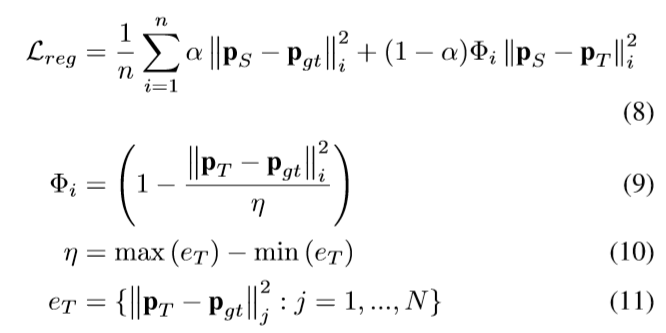 $\mathcal{L}_{reg} = \frac{1}{n} \sum_{i=1}^{n} \alpha \left\| \mathbf{p}_S - \mathbf{p}_{gt} \right\|_i^2 + (1 - \alpha) \Phi_i \left\| \mathbf{p}_S - \mathbf{p}_T \right\|_i^2$
(8)
$\Phi_i = \left( 1 - \frac{\left\| \mathbf{p}_T - \mathbf{p}_{gt} \right\|_i^2}{\eta} \right)$ (9)
$\eta = \max(e_T) - \min(e_T)$ (10)
$e_T = \{ \left\| \mathbf{p}_T - \mathbf{p}_{gt} \right\|_j^2 : j = 1, ..., N \}$ (11)